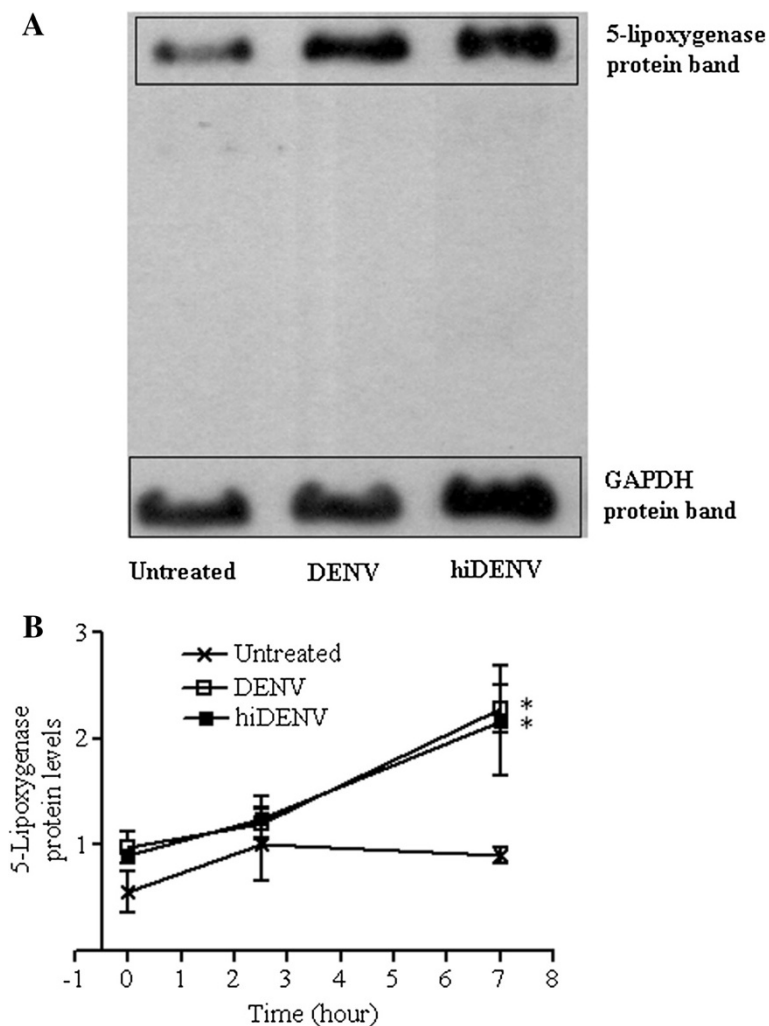 A
5-lipoxygenase
protein band
GAPDH
protein band
Untreated
DENV
hiDENV
B
3
2
1
Untreated
DENV
hiDENV
*
*
5-Lipoxygenase
protein levels
-1 0 1 2 3 4 5 6 7 8
Time (hour)